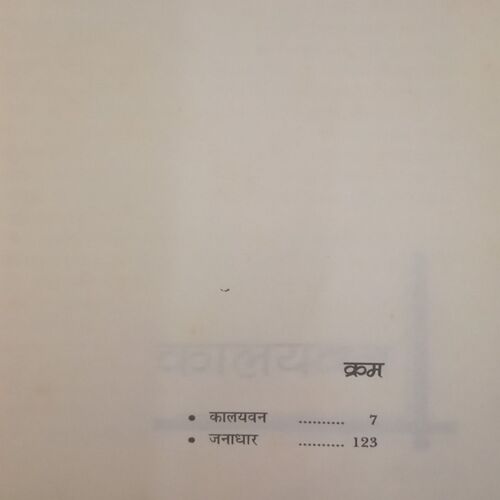 क्रम
• कालयवन .......... 7
• जनाधार .......... 123